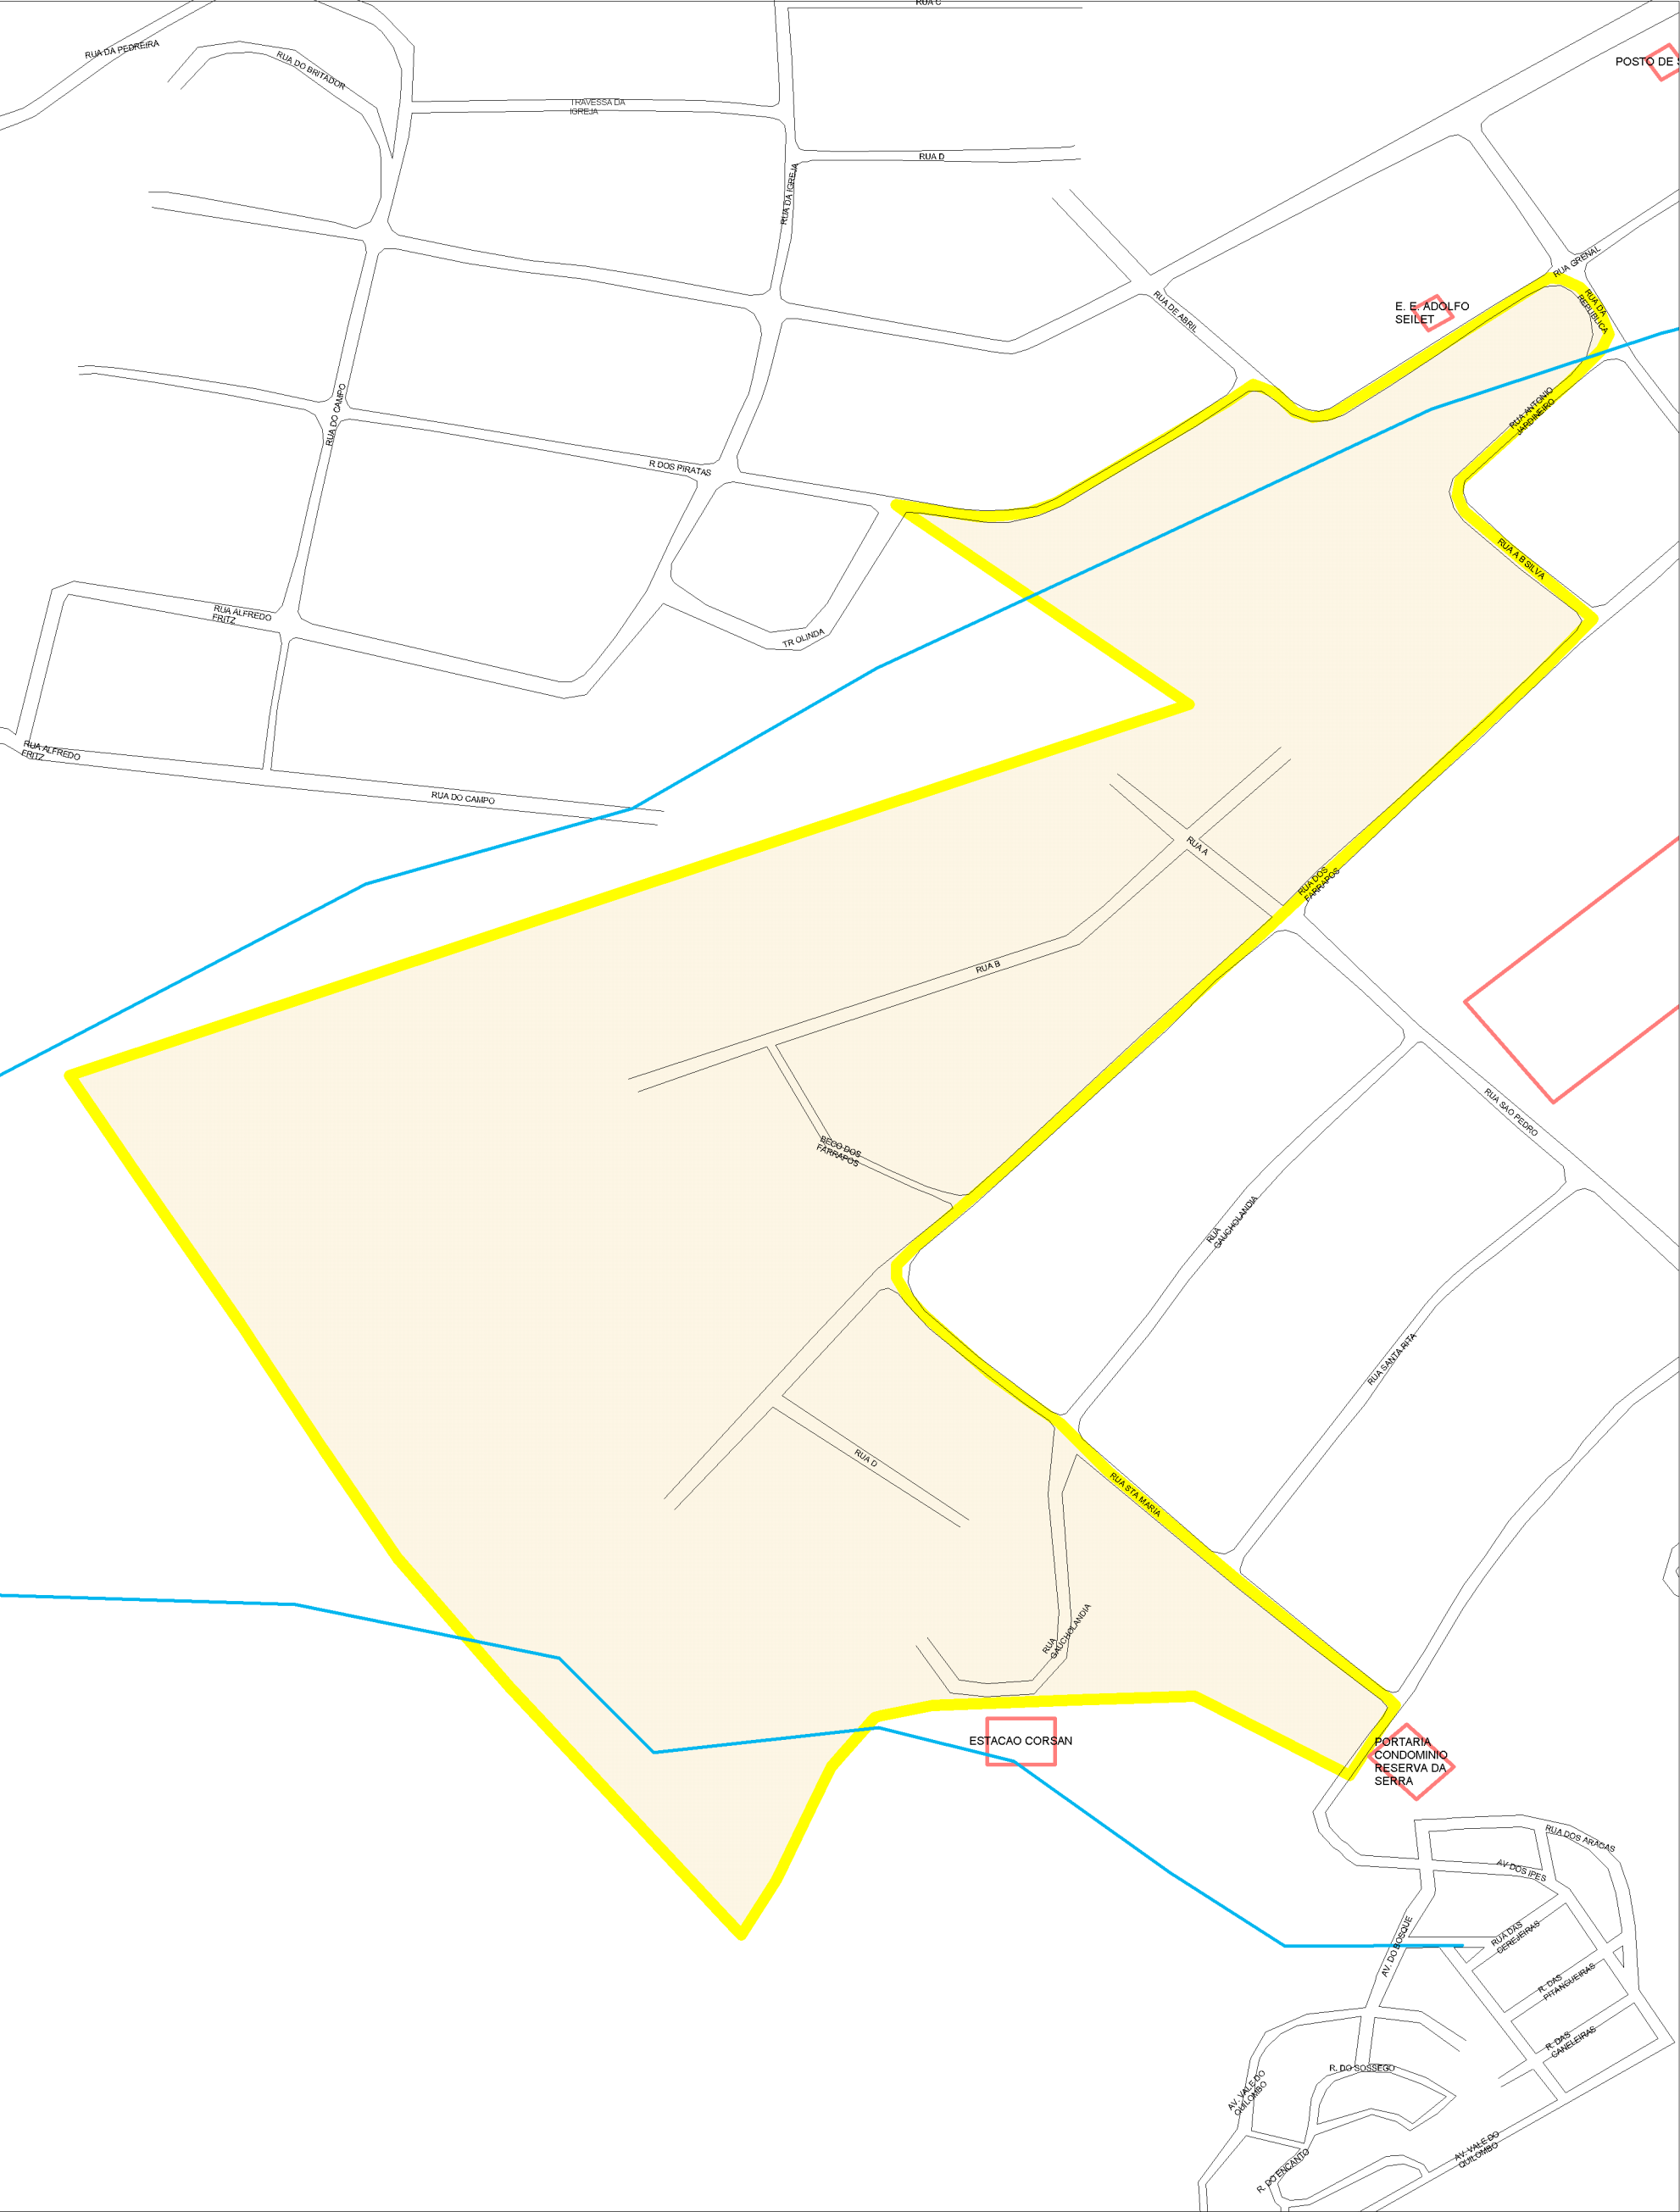 RUA C
RUA DA PEDREIRA
RUA DO BRITADOR
POSTO DE
TRAVESSA DA
IGREJA
RUA D
RUA DA IGREJA
RUA GRENAL
RUA DE ABRIL
RUA DA
REPUBLICA
E. E. ADOLFO
SEILET
RUA DO CAMPO
RUA ANTONIO
JARDINEIRO
R DOS PIRATAS
RUA A B SILVA
RUA ALFREDO
FRITZ
TR OLINDA
RUA ALFREDO
FRITZ
RUA DO CAMPO
RUA A
RUA DOS
FARRAPOS
RUA B
RUA SAO PEDRO
BECO DOS
FARRAPOS
RUA
GAUCHOLANDIA
RUA SANTA RITA
RUA D
RUA STA MARIA
RUA
GAUCHOLANDIA
ESTACAO CORSAN
PORTARIA
CONDOMINIO
RESERVA DA
SERRA
RUA DOS ARACAS
AV DOS IPES
RUA DAS
CEREJEIRAS
AV. DO BOSQUE
R. DAS
PITANGUEIRAS
R. DAS
CANELEIRAS
R. DO SOSSEGO
AV. VALE DO
QUILOMBO
AV. VALE DO
QUILOMBO
R. DO ENCANTO